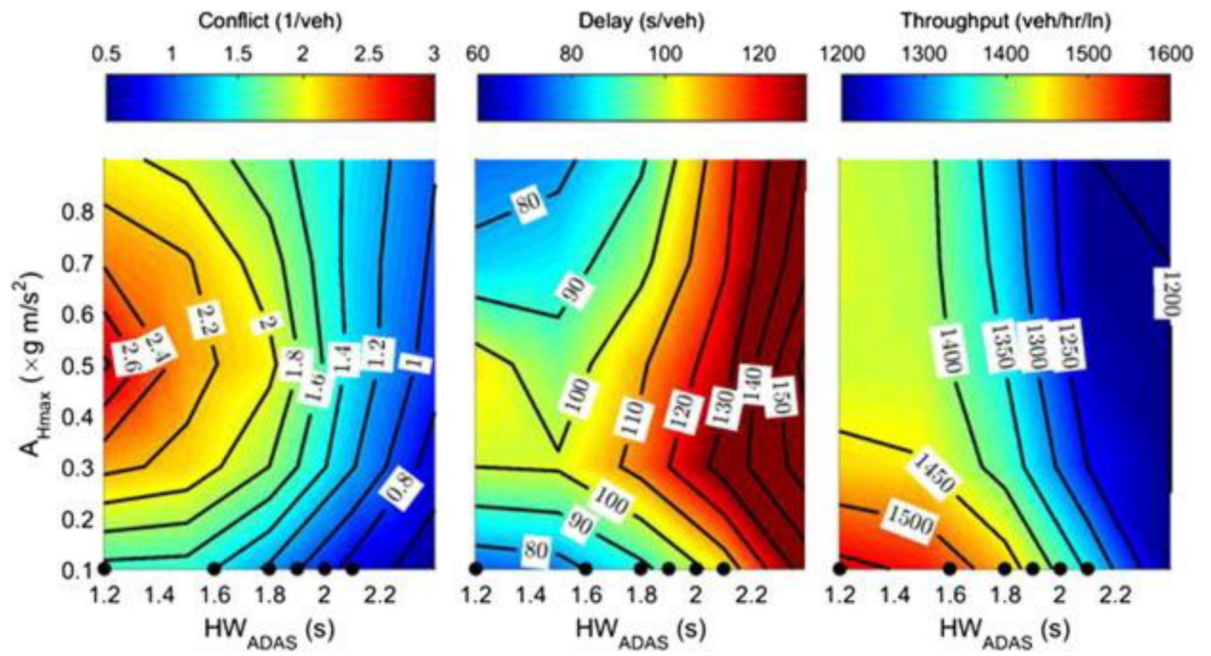 Conflict (1/veh)
0.5 1 1.5 2 2.5 3
Delay (s/veh)
60 80 100 120
Throughput (veh/hr/ln)
1200 1300 1400 1500 1600
A_Hmax (×g m/s²)
0.8
0.7
0.6
0.5
0.4
0.3
0.2
0.1
2.6
2.4
2.2
2
1.8
1.6
1.4
1.2
1
0.8
1.2 1.4 1.6 1.8 2 2.2
HW_ADAS (s)
80
90
100
110
120
130
140
150
100
90
80
1.2 1.4 1.6 1.8 2 2.2
HW_ADAS (s)
1400
1350
1300
1250
1200
1450
1500
1.2 1.4 1.6 1.8 2 2.2
HW_ADAS (s)